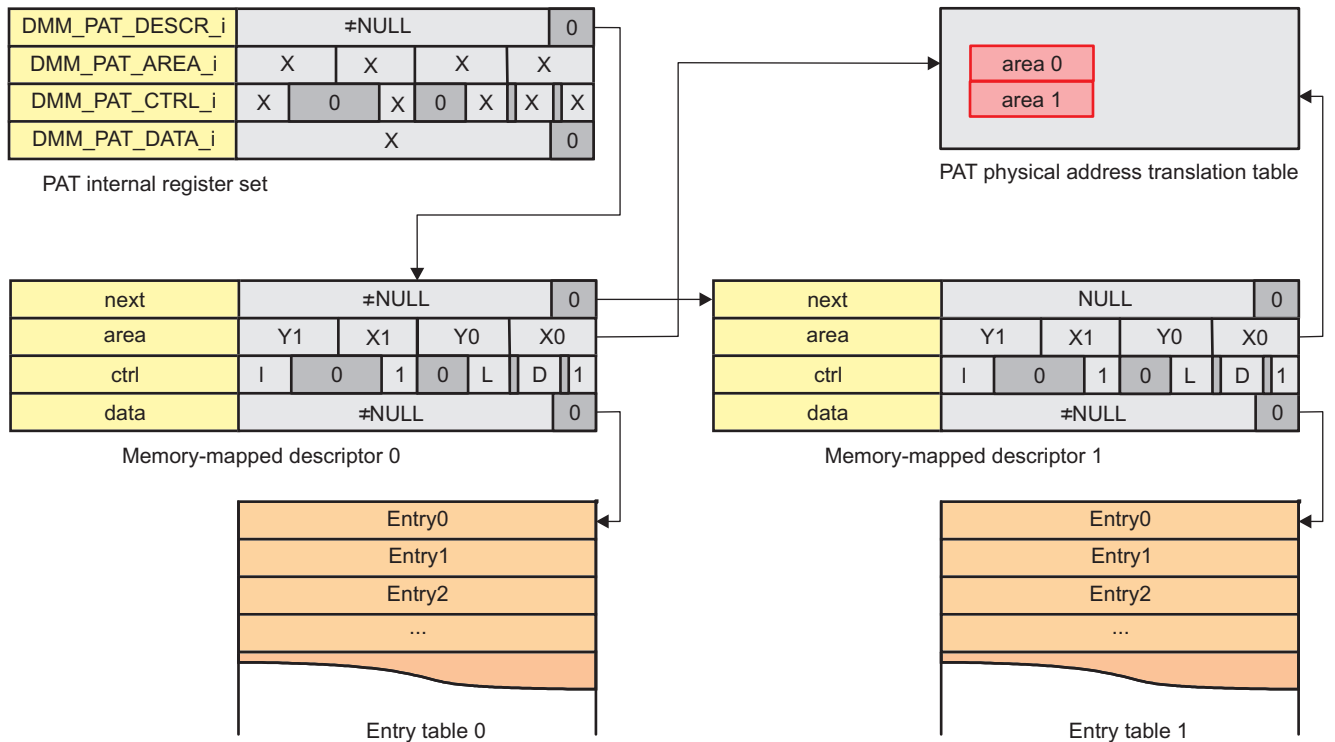 DMM_PAT_DESCR_i ≠NULL 0
DMM_PAT_AREA_i X X X X
DMM_PAT_CTRL_i X 0 X 0 X X X
DMM_PAT_DATA_i X 0
PAT internal register set
area 0
area 1
PAT physical address translation table
next ≠NULL 0
area Y1 X1 Y0 X0
ctrl I 0 1 0 L D 1
data ≠NULL 0
Memory-mapped descriptor 0
next NULL 0
area Y1 X1 Y0 X0
ctrl I 0 1 0 L D 1
data ≠NULL 0
Memory-mapped descriptor 1
Entry0
Entry1
Entry2
...
Entry table 0
Entry0
Entry1
Entry2
...
Entry table 1